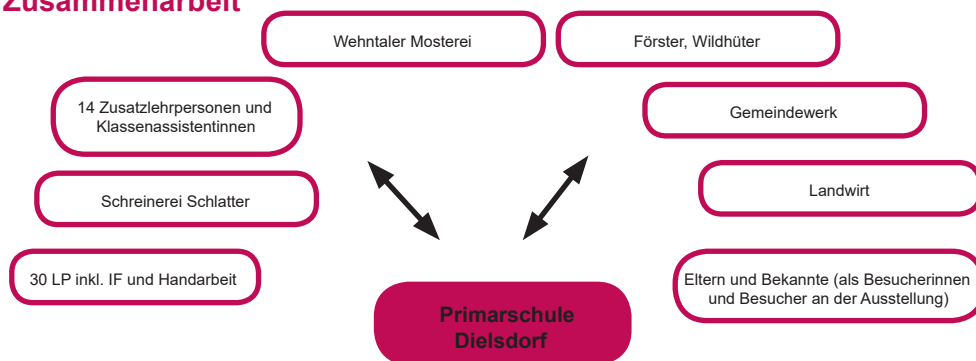 Zusammenarbeit
Wehntaler Mosterei
Förster, Wildhüter
14 Zusatzlehrpersonen und
Klassenassistentinnen
Gemeindewerk
Schreinerei Schlatter
Landwirt
30 LP inkl. IF und Handarbeit
Eltern und Bekannte (als Besucherinnen
und Besucher an der Ausstellung)
Primarschule
Dielsdorf